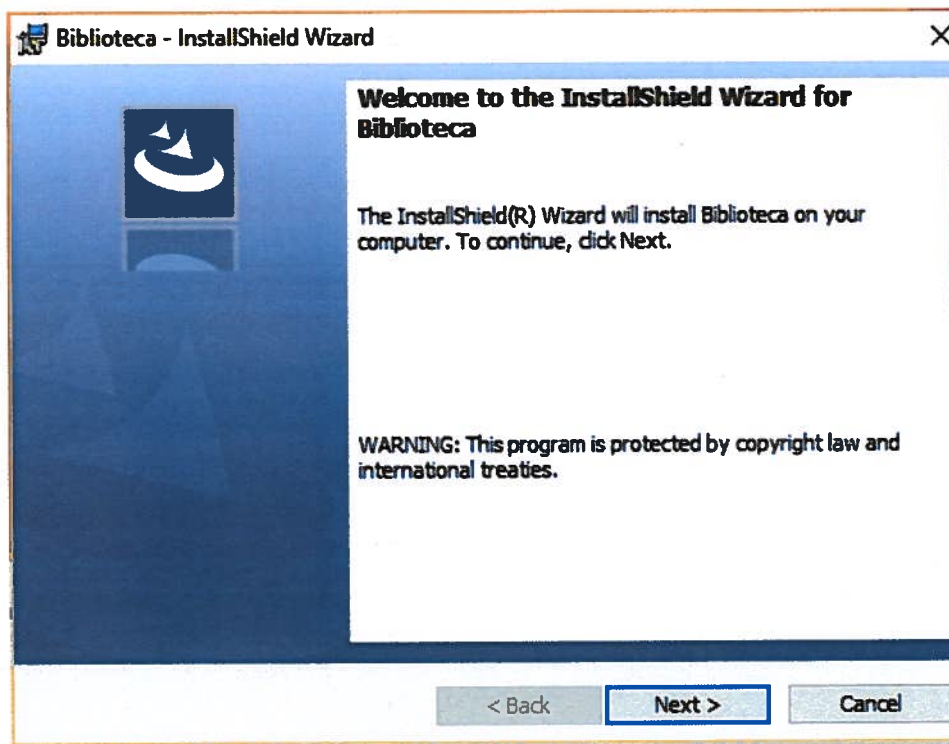 Biblioteca - InstallShield Wizard
Welcome to the InstallShield Wizard for
Biblioteca
The InstallShield(R) Wizard will install Biblioteca on your
computer. To continue, click Next.
WARNING: This program is protected by copyright law and
international treaties.
< Back
Next >
Cancel